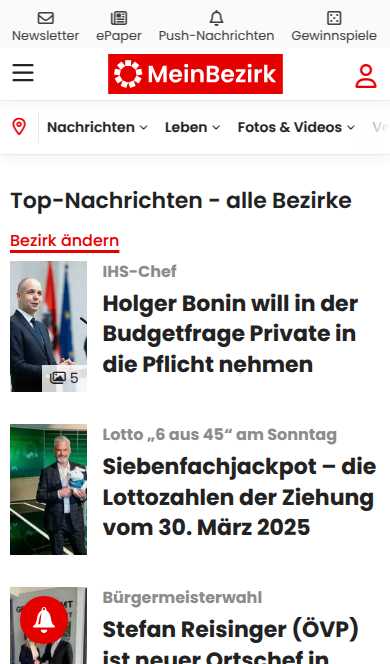 Newsletter ePaper Push-Nachrichten Gewinnspiele
MeinBezirk
Nachrichten Leben Fotos & Videos
Top-Nachrichten - alle Bezirke
Bezirk ändern
IHS-Chef
Holger Bonin will in der
Budgetfrage Private in
die Pflicht nehmen
5
Lotto „6 aus 45“ am Sonntag
Siebenfachjackpot – die
Lottozahlen der Ziehung
vom 30. März 2025
Bürgermeisterwahl
Stefan Reisinger (ÖVP)
ist neuer Ortschef in